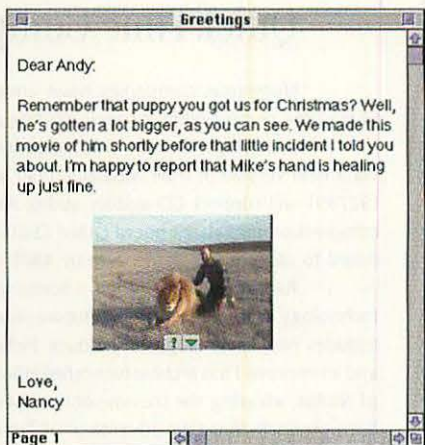 Greetings
Dear Andy:
Remember that puppy you got us for Christmas? Well,
he's gotten a lot bigger, as you can see. We made this
movie of him shortly before that little incident I told you
about. I'm happy to report that Mike's hand is healing
up just fine.
?
Love,
Nancy
Page 1